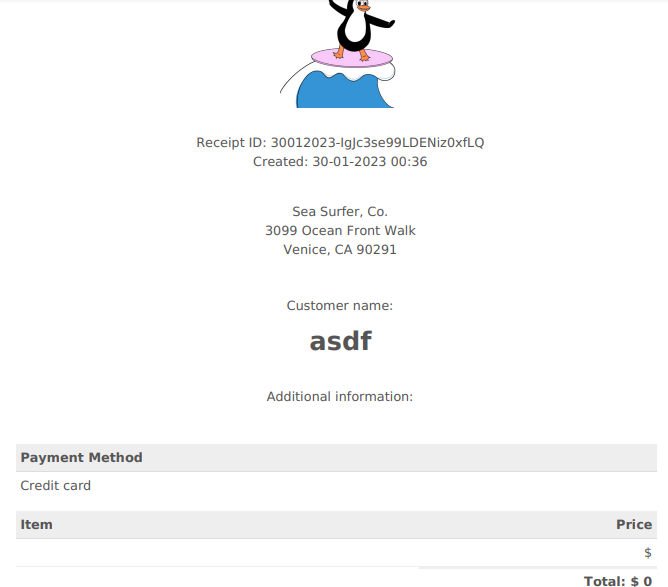 Receipt ID: 30012023-IgJc3se99LDENiz0xfLQ
Created: 30-01-2023 00:36
Sea Surfer, Co.
3099 Ocean Front Walk
Venice, CA 90291
Customer name:
asdf
Additional information:
Payment Method
Credit card
Item Price
$
Total: $ 0